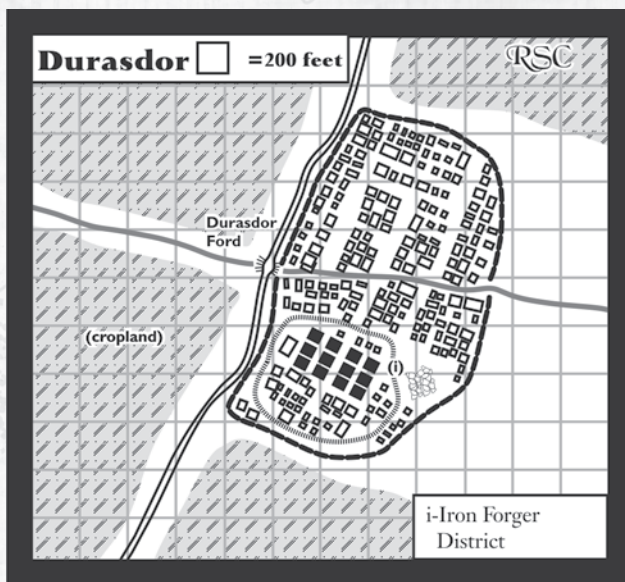 Durasdor = 200 feet
RSC
Durasdor
Ford
(cropland)
(i)
i-Iron Forger
District